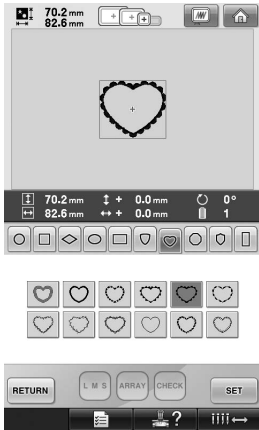 70.2 mm
82.6 mm
70.2 mm 0.0 mm 0°
82.6 mm 0.0 mm 1
RETURN L M S ARRAY CHECK SET
?